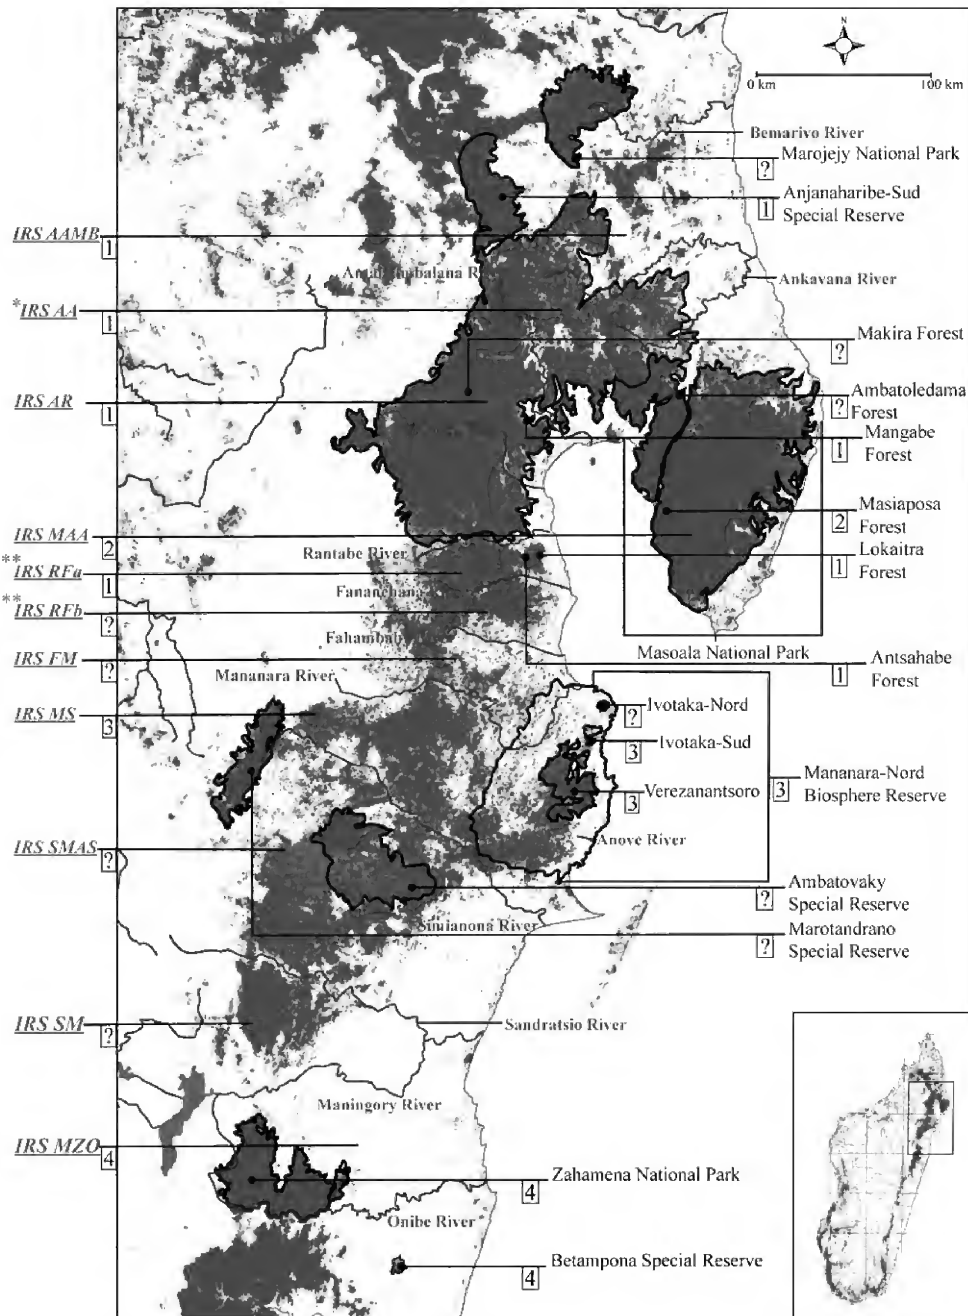 N
0 km 100 km
Bemarivo River
Marojejy National Park
?
Anjanaharibe-Sud
1 Special Reserve
IRS AAMB
1
Ankavana River
*IRS AA
1
Makira Forest
?
Ambatoledama
? Forest
IRS AR
1
Mangabe
1 Forest
Masiaposa
2 Forest
IRS MAA
2
Rantabe River
Lokaitra
1 Forest
**
IRS RFa
1
**
IRS RFb
?
Masoala National Park
IRS FM
?
Antsahabe
1 Forest
Mananara River
Ivotaka-Nord
?
IRS MS
3
Ivotaka-Sud
3
Mananara-Nord
3 Biosphere Reserve
Verezanantsoro
3
Anove River
IRS SMAS
?
Ambatovaky
? Special Reserve
Simianona River
Marotandrano
? Special Reserve
IRS SM
?
Sandratsio River
Maningory River
IRS MZO
4
Zahamena National Park
4
Onibe River
Betampona Special Reserve
4